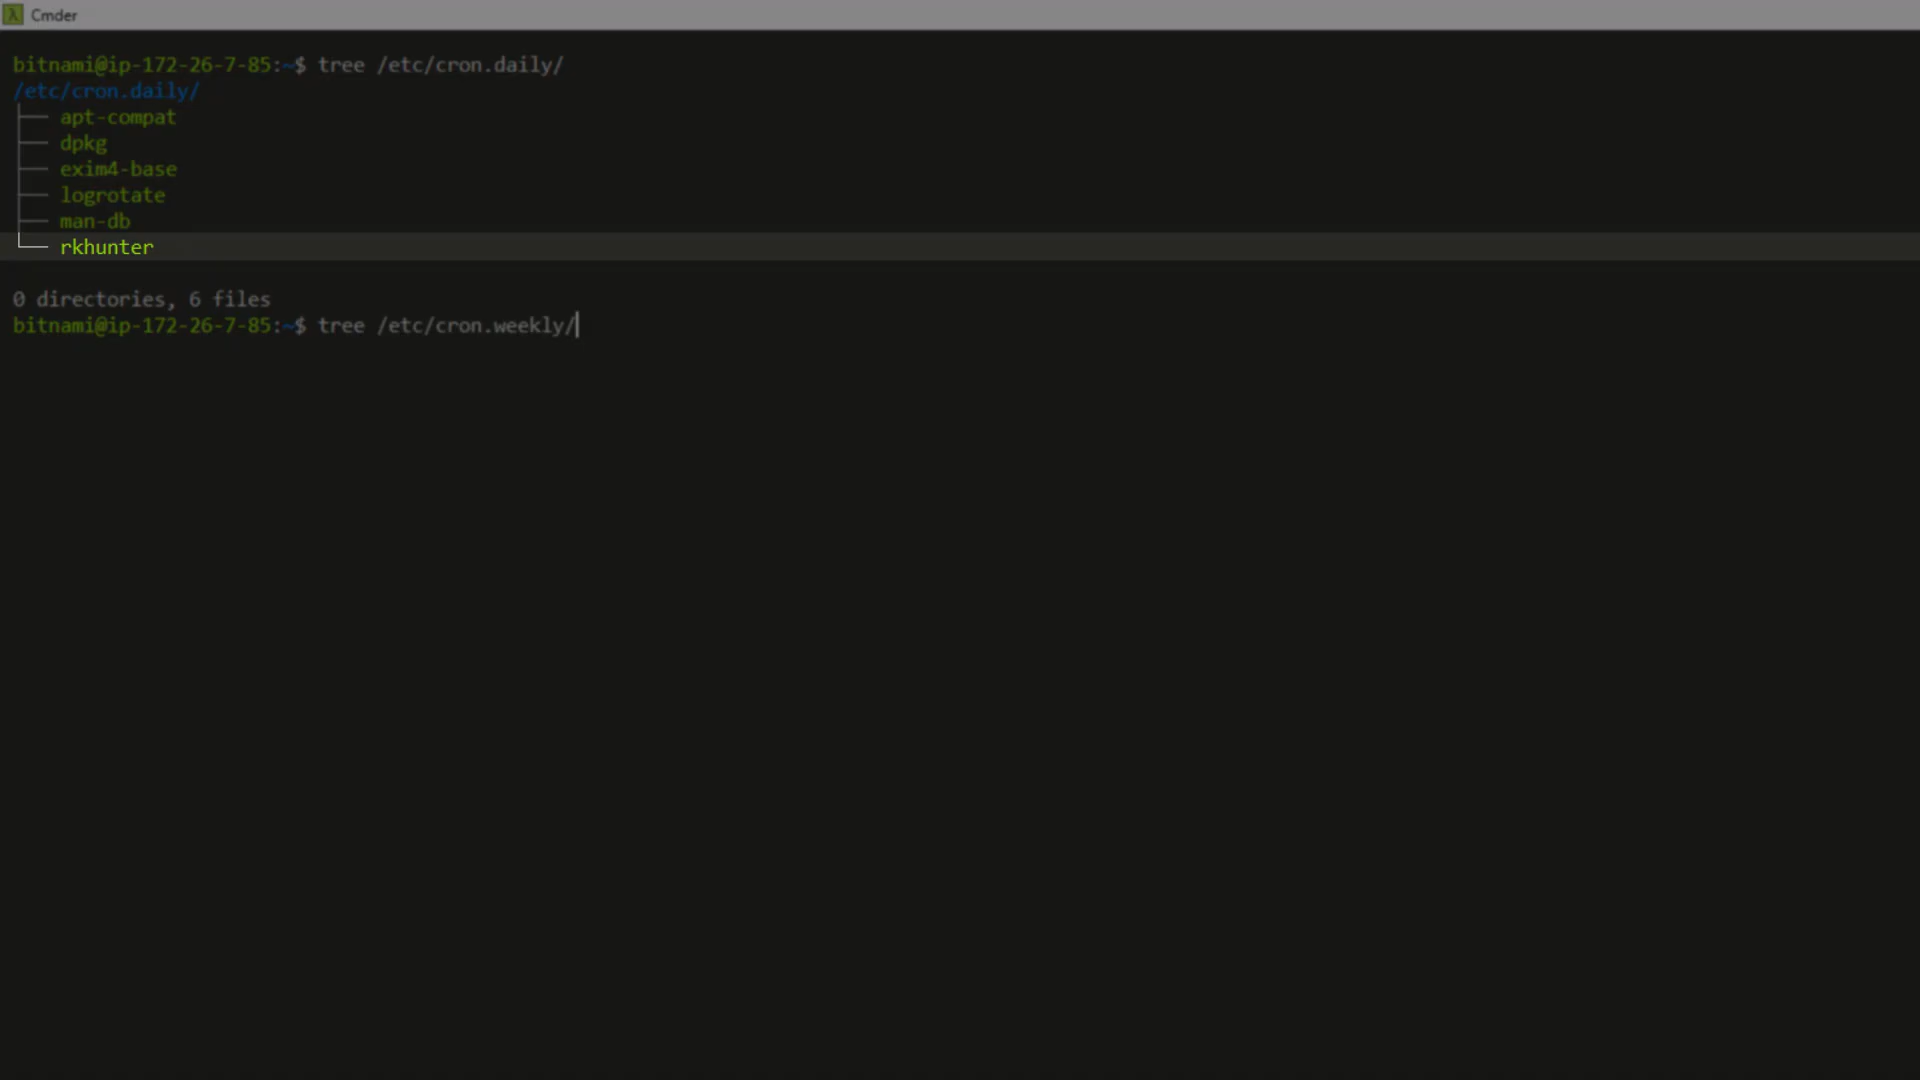 Cmder
bitnami@ip-172-26-7-85:~$ tree /etc/cron.daily/
/etc/cron.daily/
├── apt-compat
├── dpkg
├── exim4-base
├── logrotate
├── man-db
└── rkhunter
0 directories, 6 files
bitnami@ip-172-26-7-85:~$ tree /etc/cron.weekly/